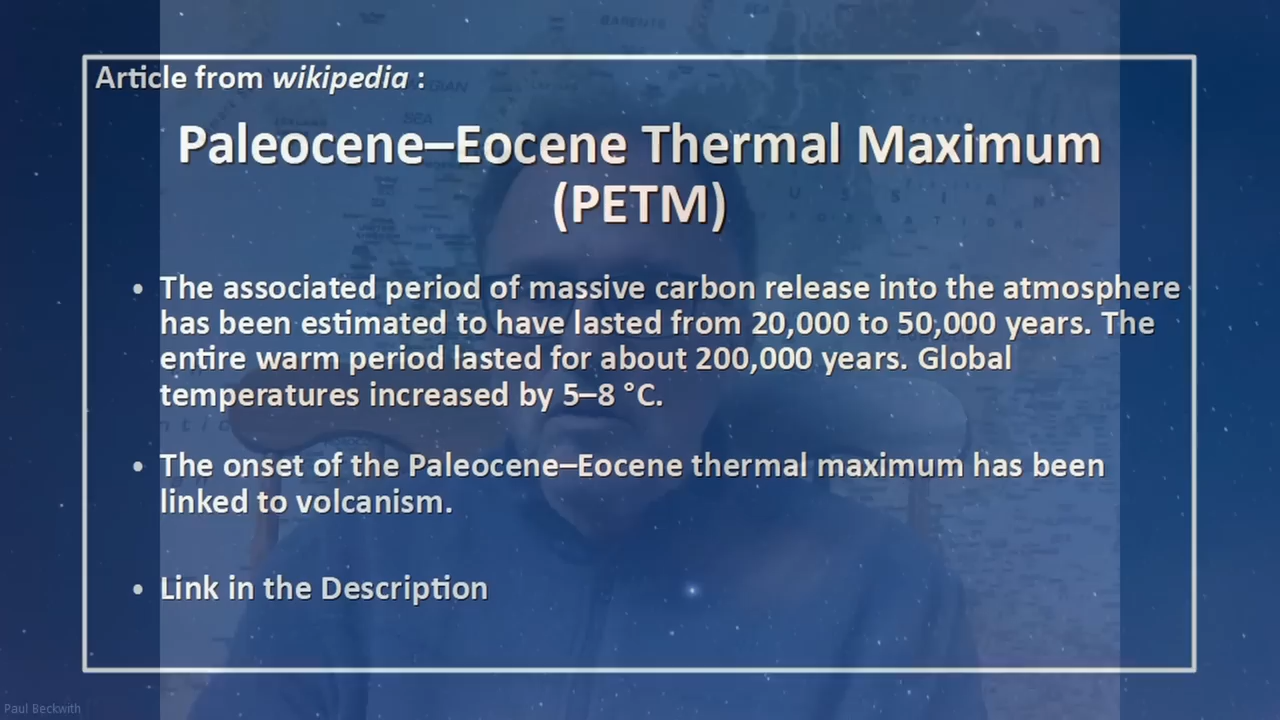 BARENTS
SEA
Article from wikipedia :
SEA
Paleocene–Eocene Thermal Maximum
(PETM)
• The associated period of massive carbon release into the atmosphere
has been estimated to have lasted from 20,000 to 50,000 years. The
entire warm period lasted for about 200,000 years. Global
temperatures increased by 5–8 °C.
• The onset of the Paleocene–Eocene thermal maximum has been
linked to volcanism.
• Link in the Description
Paul Beckwith